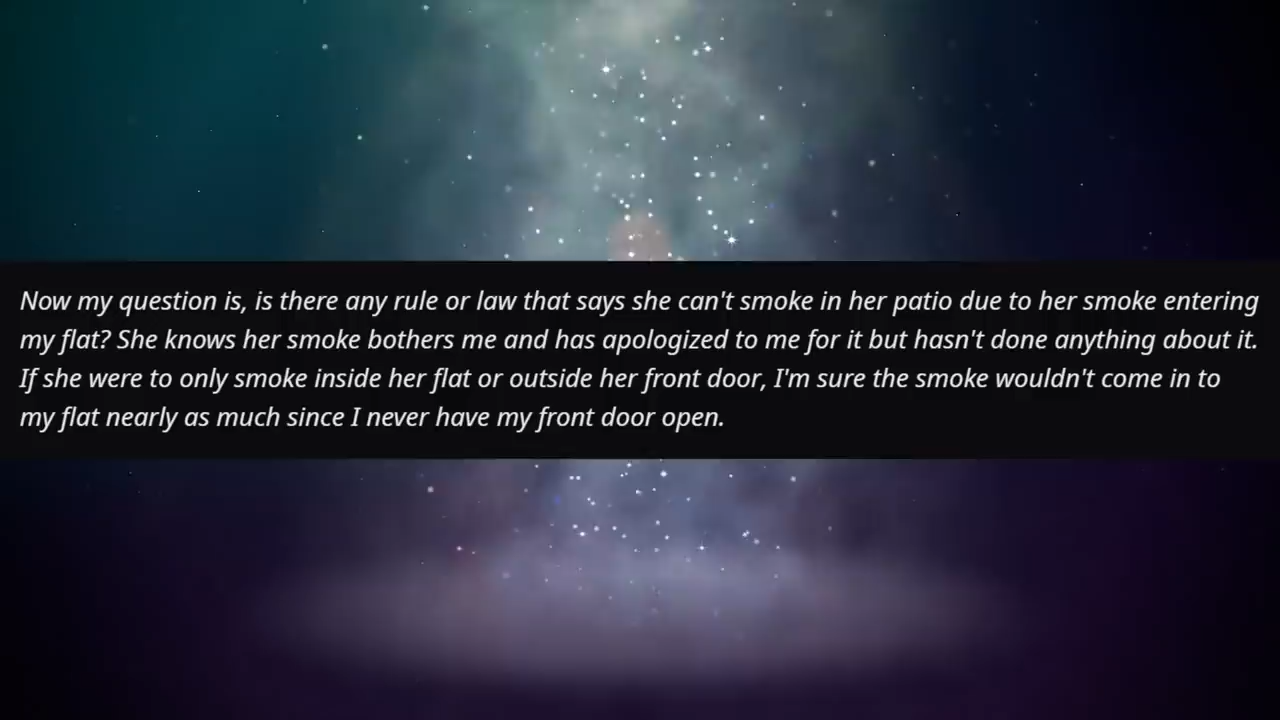 Now my question is, is there any rule or law that says she can't smoke in her patio due to her smoke entering
my flat? She knows her smoke bothers me and has apologized to me for it but hasn't done anything about it.
If she were to only smoke inside her flat or outside her front door, I'm sure the smoke wouldn't come in to
my flat nearly as much since I never have my front door open.